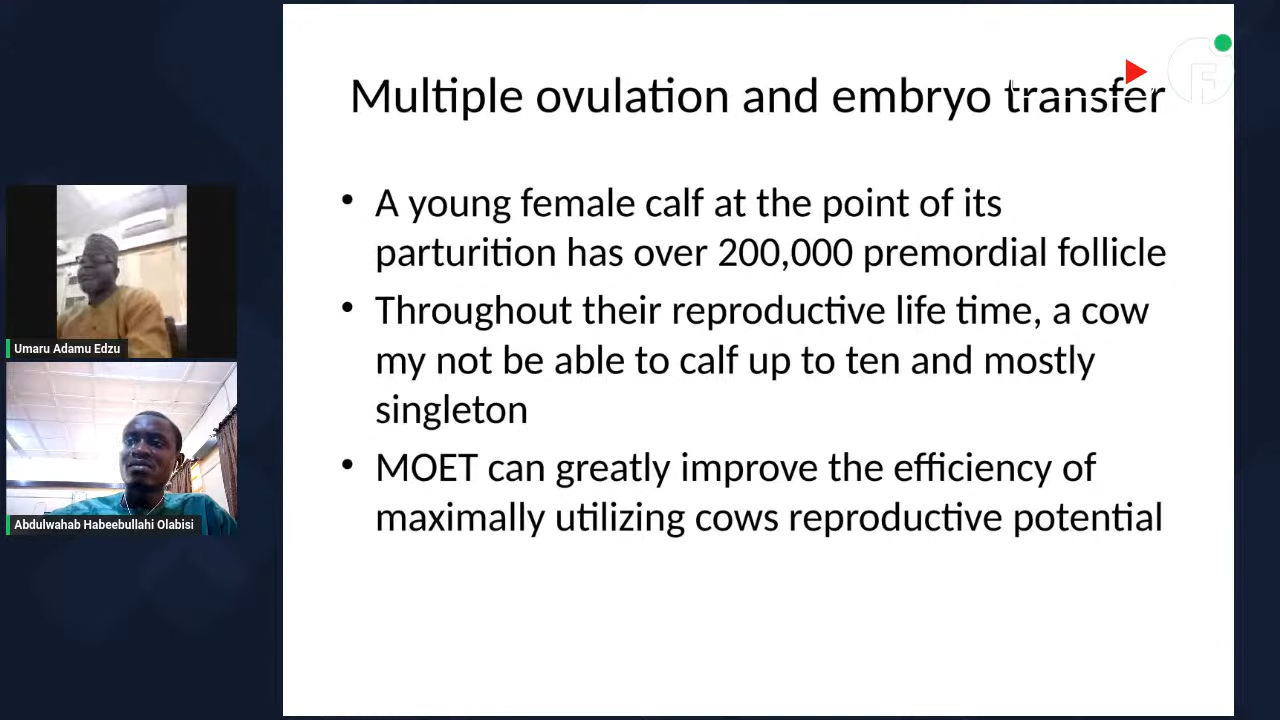 Multiple ovulation and embryo transfer
• A young female calf at the point of its
parturition has over 200,000 premordial follicle
• Throughout their reproductive life time, a cow
my not be able to calf up to ten and mostly
singleton
• MOET can greatly improve the efficiency of
maximally utilizing cows reproductive potential
Umaru Adamu Edzu
Abdulwahab Habeebullahi Olabisi